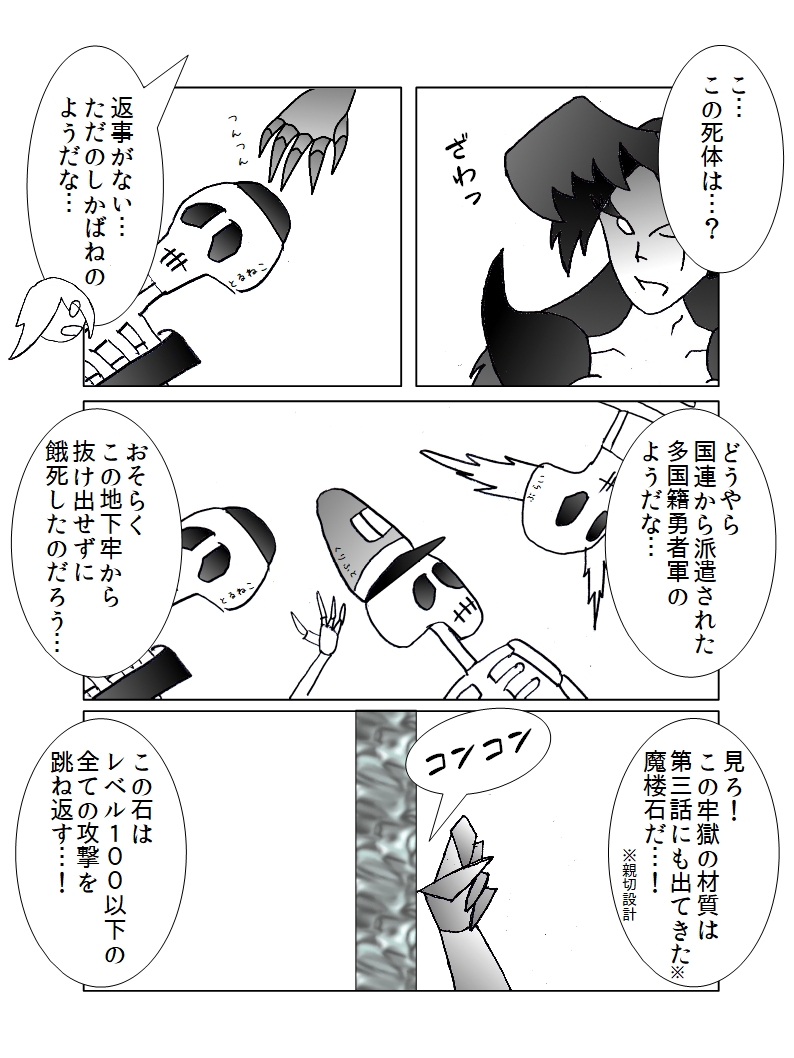 こ…
この死体は…？
ざわっ
つんつん
とるねこ
返事がない…
ただのしかばねの
ようだな…
どうやら
国連から派遣された
多国籍勇者軍の
ようだな…
いらぶ
くりふと
とるねこ
おそらく
この地下牢から
抜け出せずに
餓死したのだろう…
見ろ！
この牢獄の材質は
第三話にも出てきた※
魔楼石だ…！
※親切設計
コンコン
この石は
レベル１００以下の
全ての攻撃を
跳ね返す…！